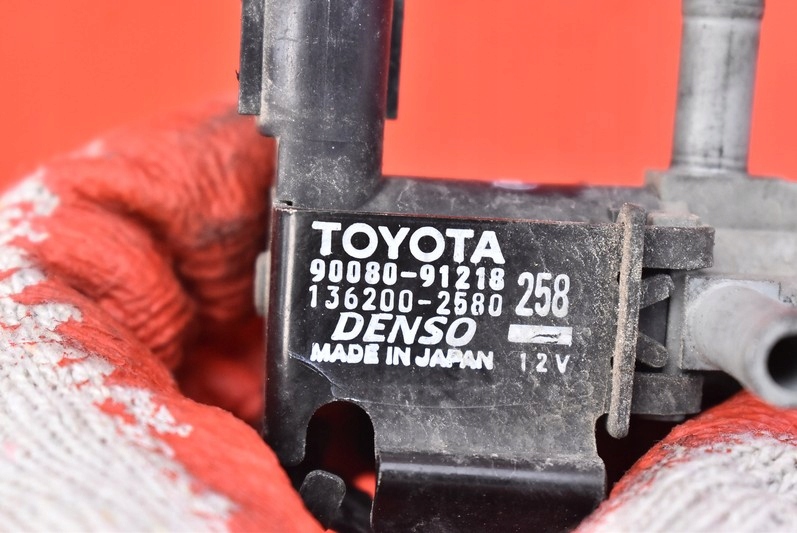 TOYOTA
90080-91218
136200-2580 258
DENSO
MADE IN JAPAN 12V